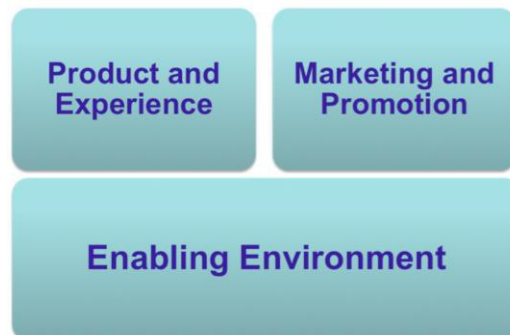 Product and
Experience
Marketing and
Promotion
Enabling Environment